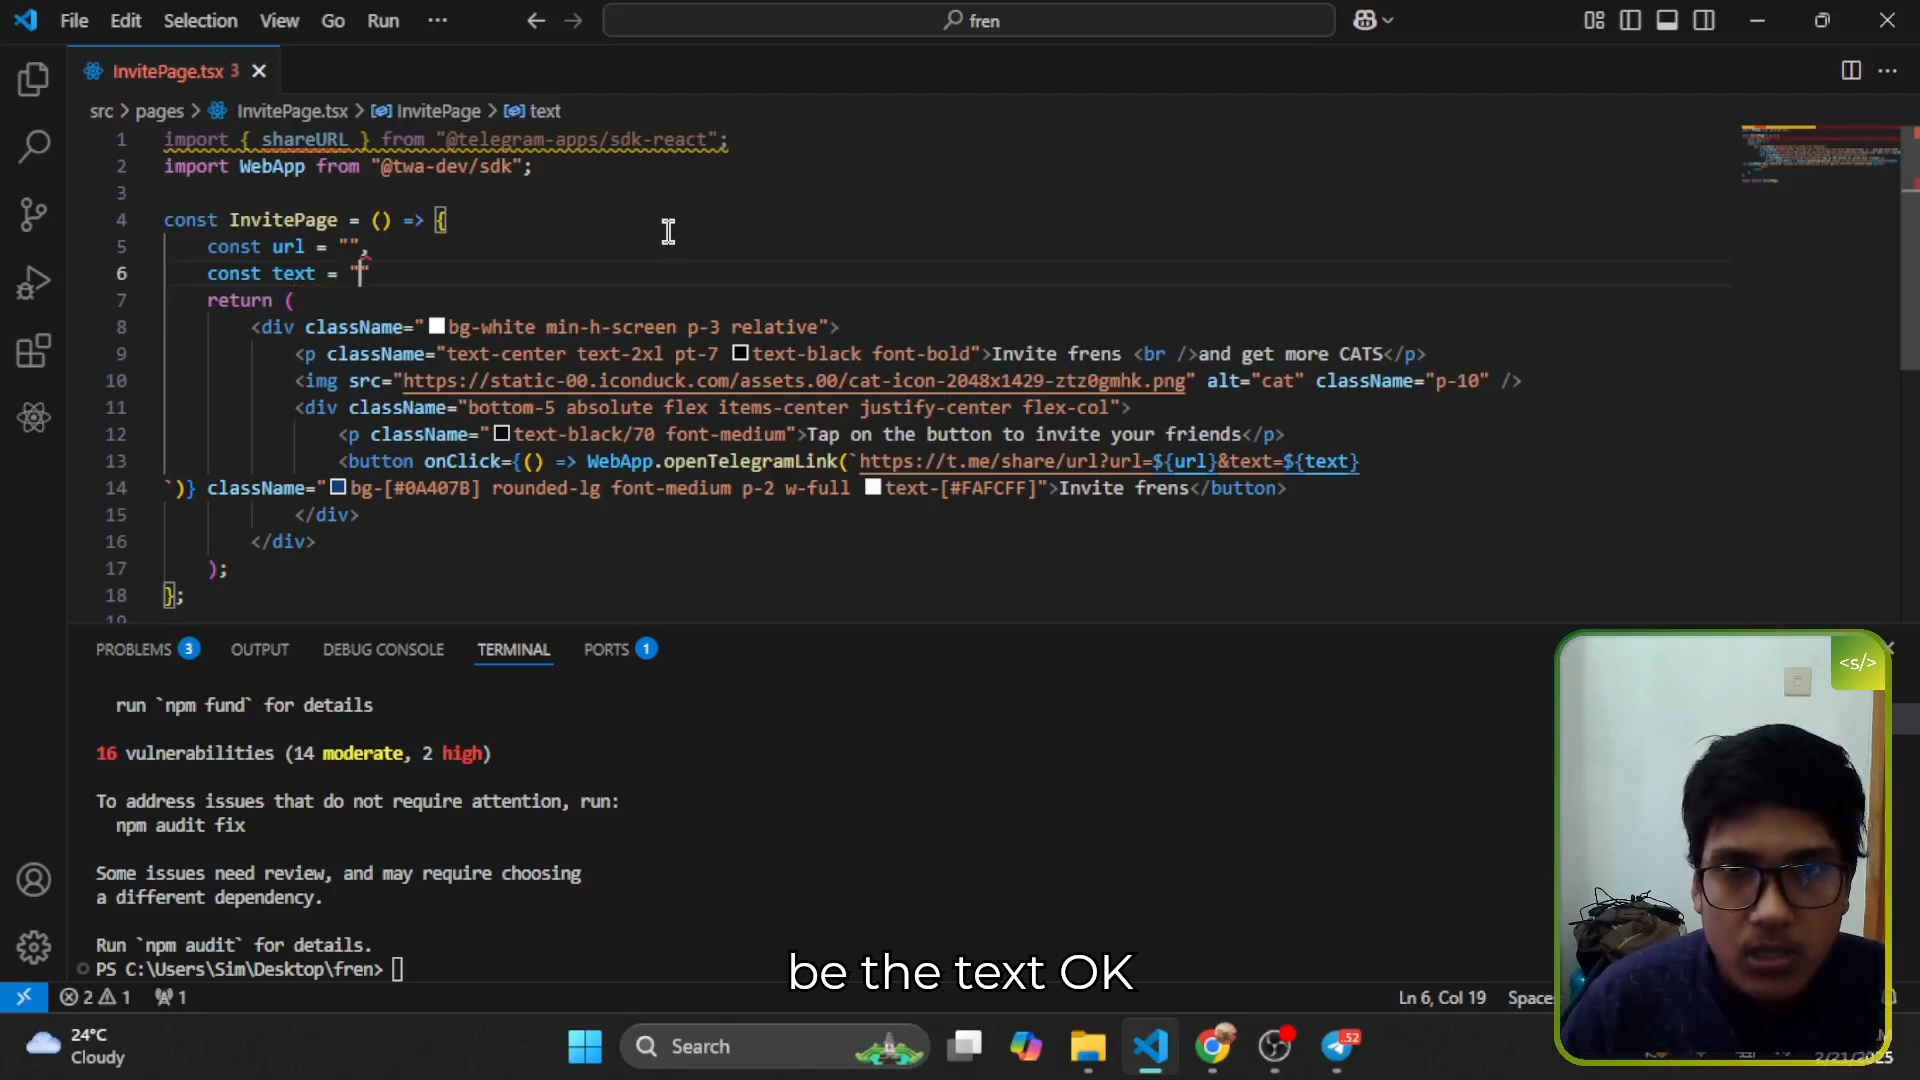 File Edit Selection View Go Run ··· fren
InvitePage.tsx 3
src > pages > InvitePage.tsx > InvitePage > text
1 import { shareURL } from "@telegram-apps/sdk-react";
2 import WebApp from "@twa-dev/sdk";
3
4 const InvitePage = () => {
5 const url = "",
6 const text = ""
7 return (
8 <div className="bg-white min-h-screen p-3 relative">
9 <p className="text-center text-2xl pt-7 text-black font-bold">Invite frens <br />and get more CATS</p>
10 <img src="https://static-00.iconduck.com/assets.00/cat-icon-2048x1429-ztz0gmhk.png" alt="cat" className="p-10" />
11 <div className="bottom-5 absolute flex items-center justify-center flex-col">
12 <p className="text-black/70 font-medium">Tap on the button to invite your friends</p>
13 <button onClick={() => WebApp.openTelegramLink(`https://t.me/share/url?url=${url}&text=${text}
14 `)} className="bg-[#0A407B] rounded-lg font-medium p-2 w-full text-[#FAFCFF]">Invite frens</button>
15 </div>
16 </div>
17 );
18 };
19
PROBLEMS 3 OUTPUT DEBUG CONSOLE TERMINAL PORTS 1
<s/>
run `npm fund` for details
16 vulnerabilities (14 moderate, 2 high)
To address issues that do not require attention, run:
npm audit fix
Some issues need review, and may require choosing
a different dependency.
Run `npm audit` for details.
PS C:\Users\Sim\Desktop\fren>
be the text OK
2 1 1 Ln 6, Col 19
24°C
Cloudy
Search
52